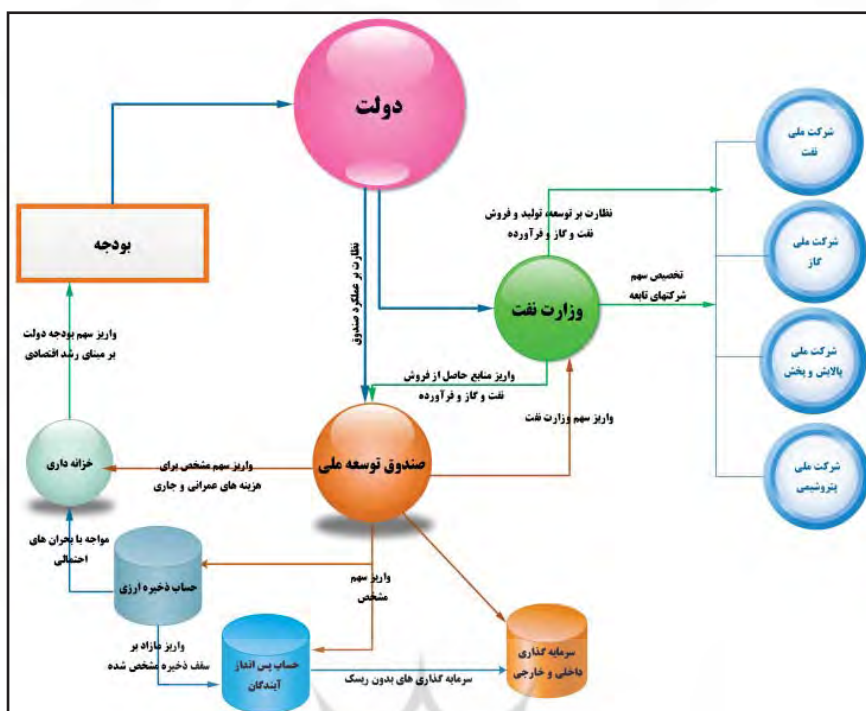 دولت
شرکت ملی
نفت
نظارت بر توسعه، تولید و فروش
نفت و گاز و فرآورده
بودجه
شرکت ملی
گاز
نظارت بر عملکرد صندوق
تخصیص سهم
شرکتهای تابعه
وزارت نفت
واریز سهم بودجه دولت
بر مبنای رشد اقتصادی
شرکت ملی
پالایش و پخش
واریز منابع حاصل از فروش
نفت و گاز و فرآورده
واریز سهم وزارت نفت
خزانه داری
واریز سهم مشخص برای
هزینه های عمرانی و جاری
صندوق توسعه ملی
شرکت ملی
پتروشیمی
مواجه با بحران های
احتمالی
حساب ذخیره ارزی
واریز سهم
مشخص
واریز مازاد بر
سقف ذخیره مشخص شده
حساب پس انداز
آیندگان
سرمایه گذاری های بدون ریسک
سرمایه گذاری
داخلی و خارجی